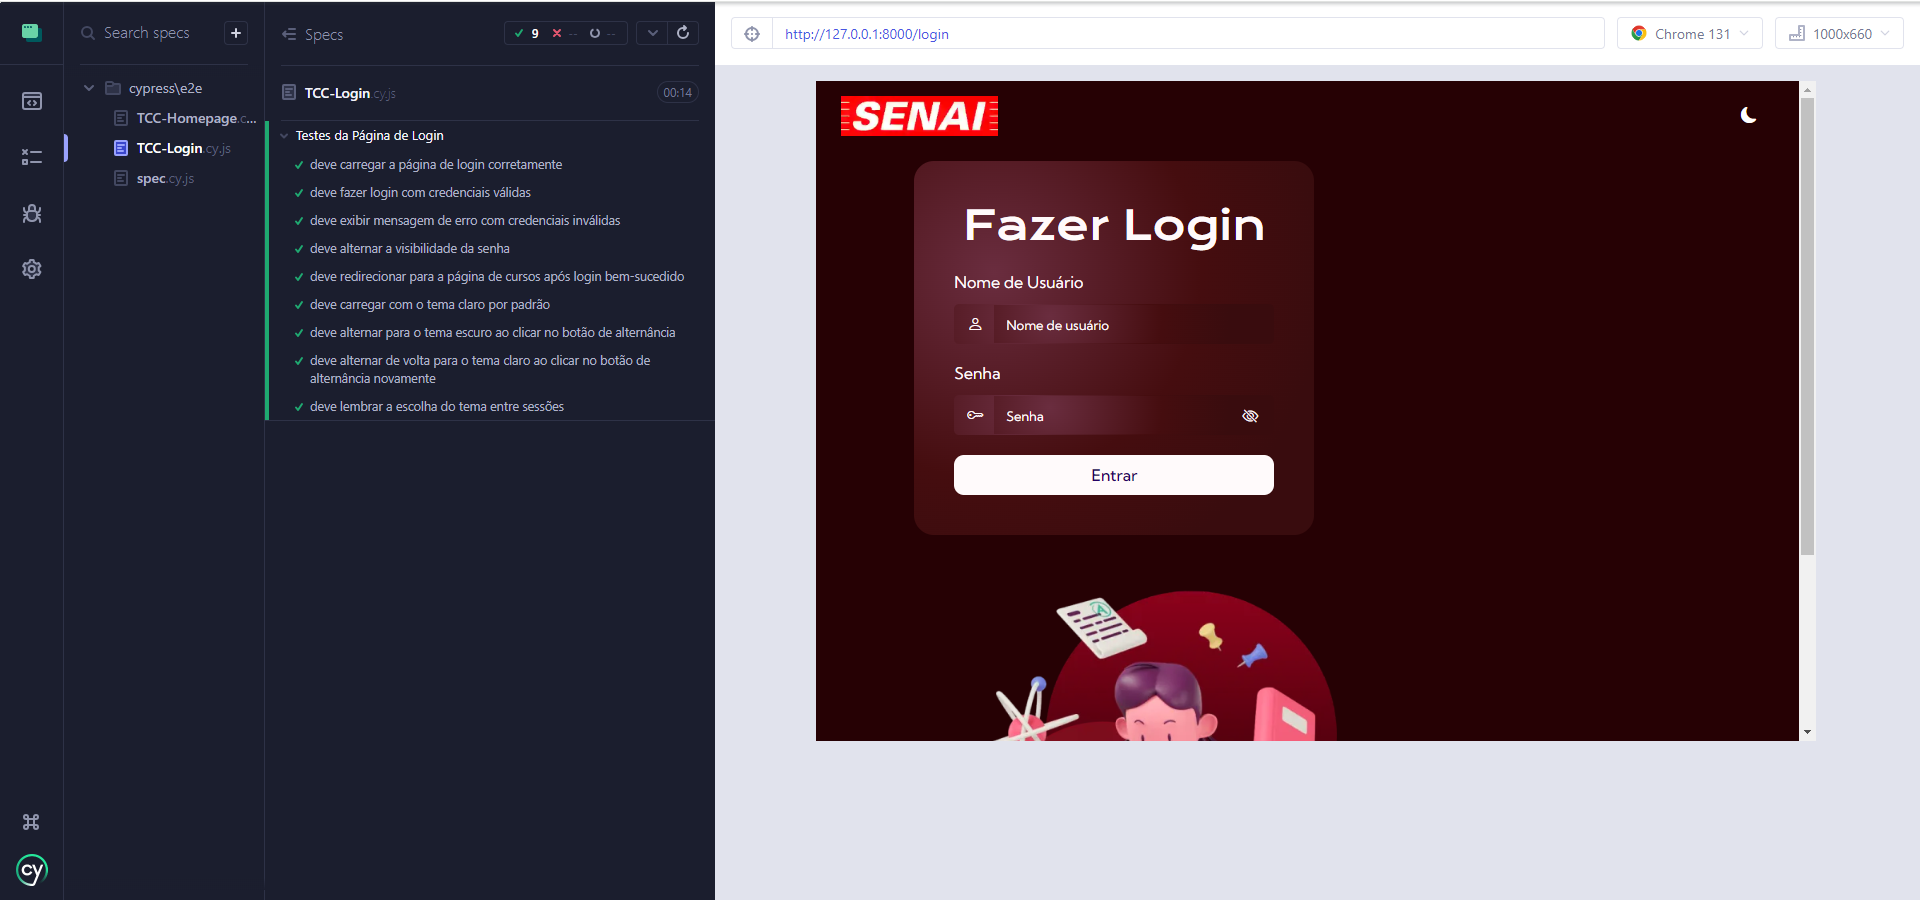 Search specs
+
cypress\e2e
TCC-Homepage.c...
TCC-Login.cy.js
spec.cy.js
cy
Specs
9
--
--
TCC-Login.cy.js
00:14
Testes da Página de Login
deve carregar a página de login corretamente
deve fazer login com credenciais válidas
deve exibir mensagem de erro com credenciais inválidas
deve alternar a visibilidade da senha
deve redirecionar para a página de cursos após login bem-sucedido
deve carregar com o tema claro por padrão
deve alternar para o tema escuro ao clicar no botão de alternância
deve alternar de volta para o tema claro ao clicar no botão de
alternância novamente
deve lembrar a escolha do tema entre sessões
http://127.0.0.1:8000/login
Chrome 131
1000x660
SENAI
Fazer Login
Nome de Usuário
Nome de usuário
Senha
Senha
Entrar
A